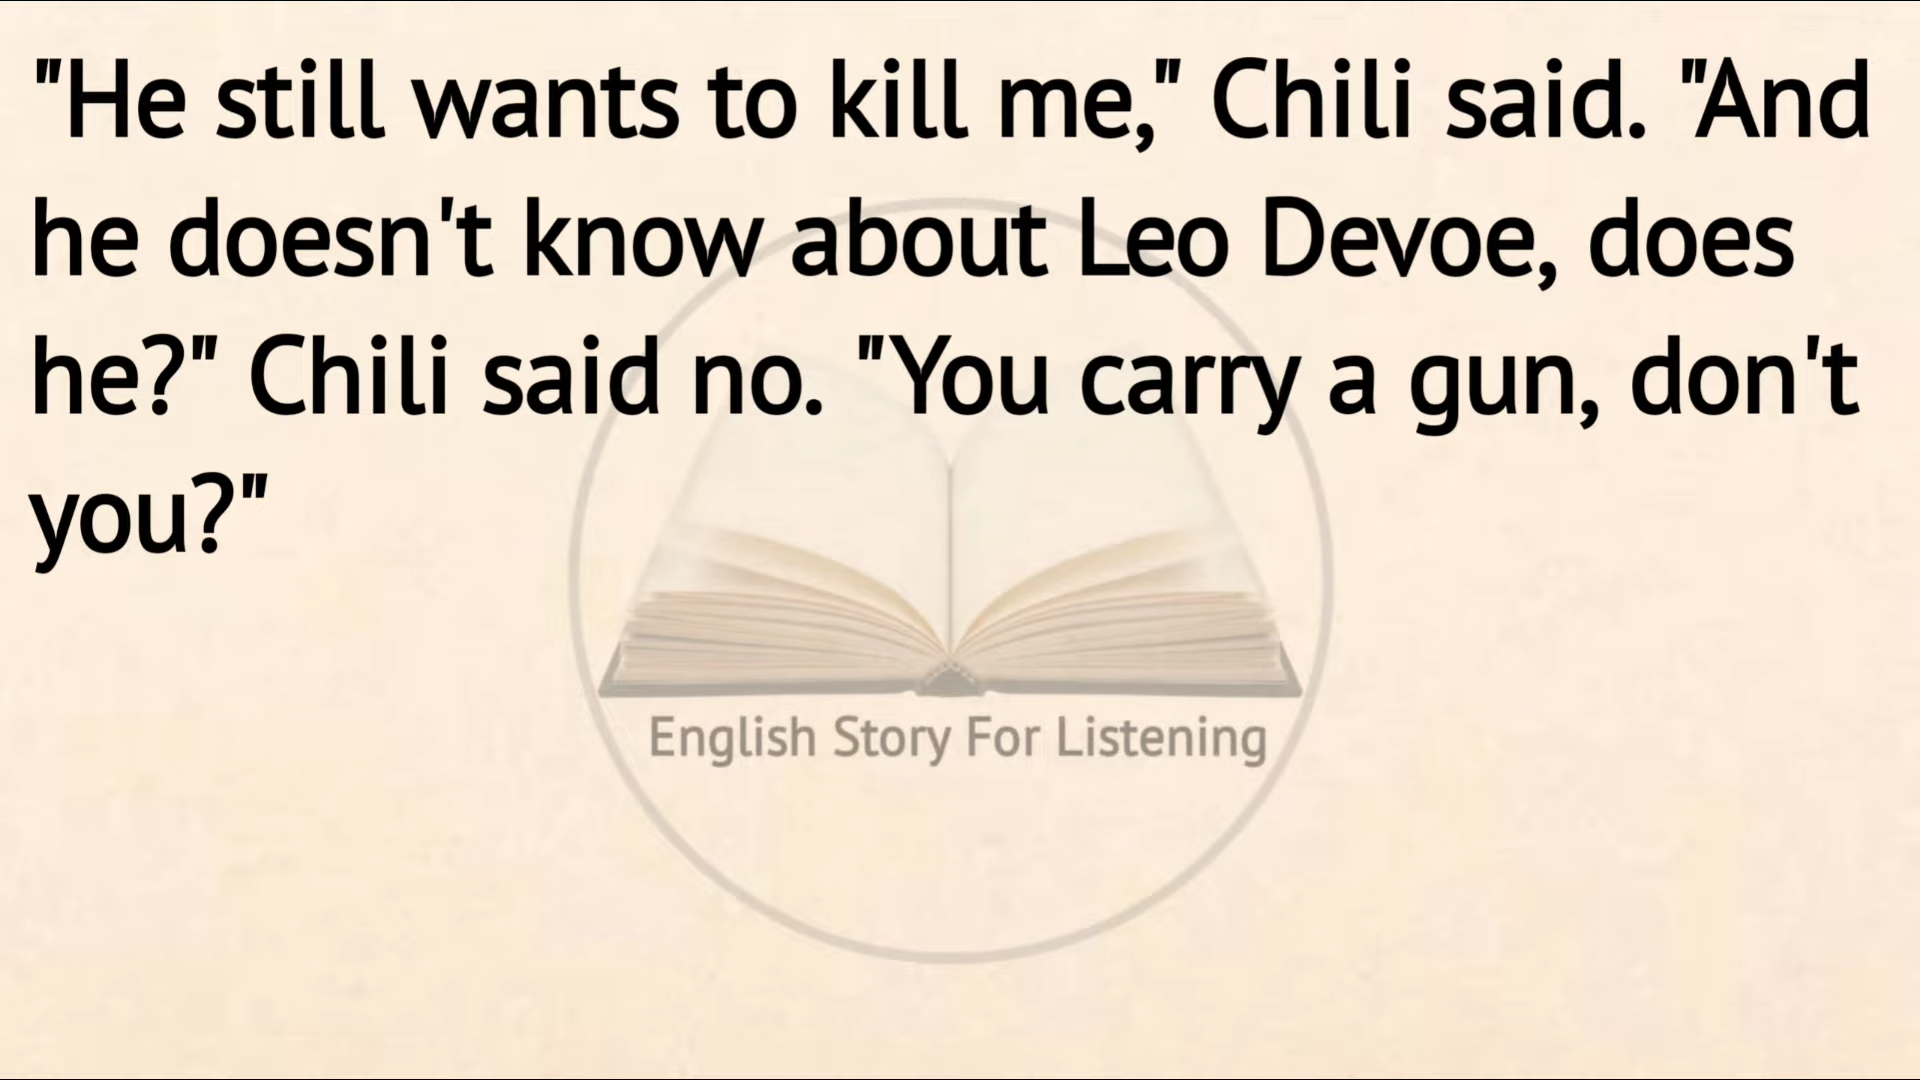 "He still wants to kill me," Chili said. "And
he doesn't know about Leo Devoe, does
he?" Chili said no. "You carry a gun, don't
you?"
English Story For Listening